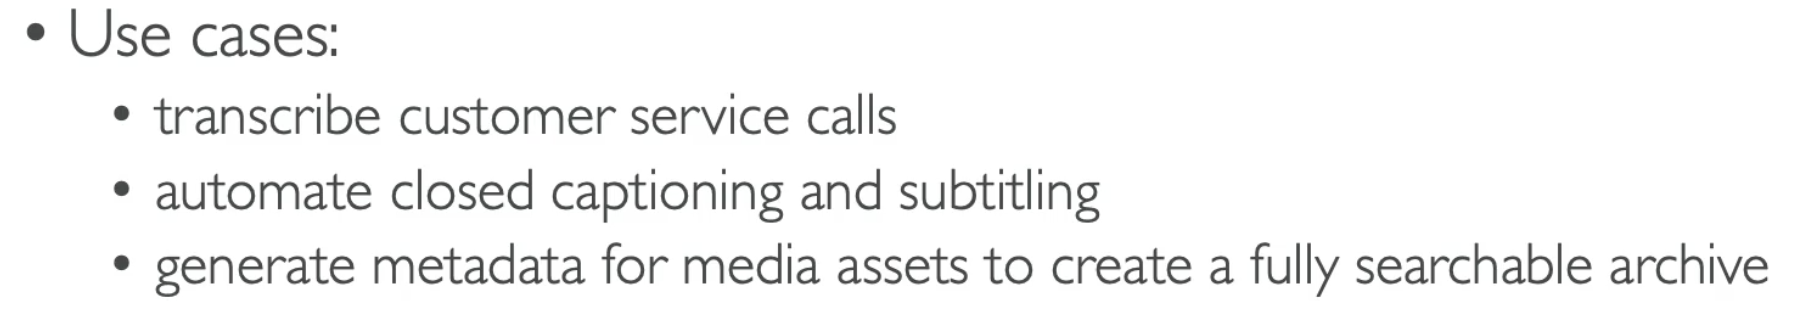 • Use cases:
• transcribe customer service calls
• automate closed captioning and subtitling
• generate metadata for media assets to create a fully searchable archive